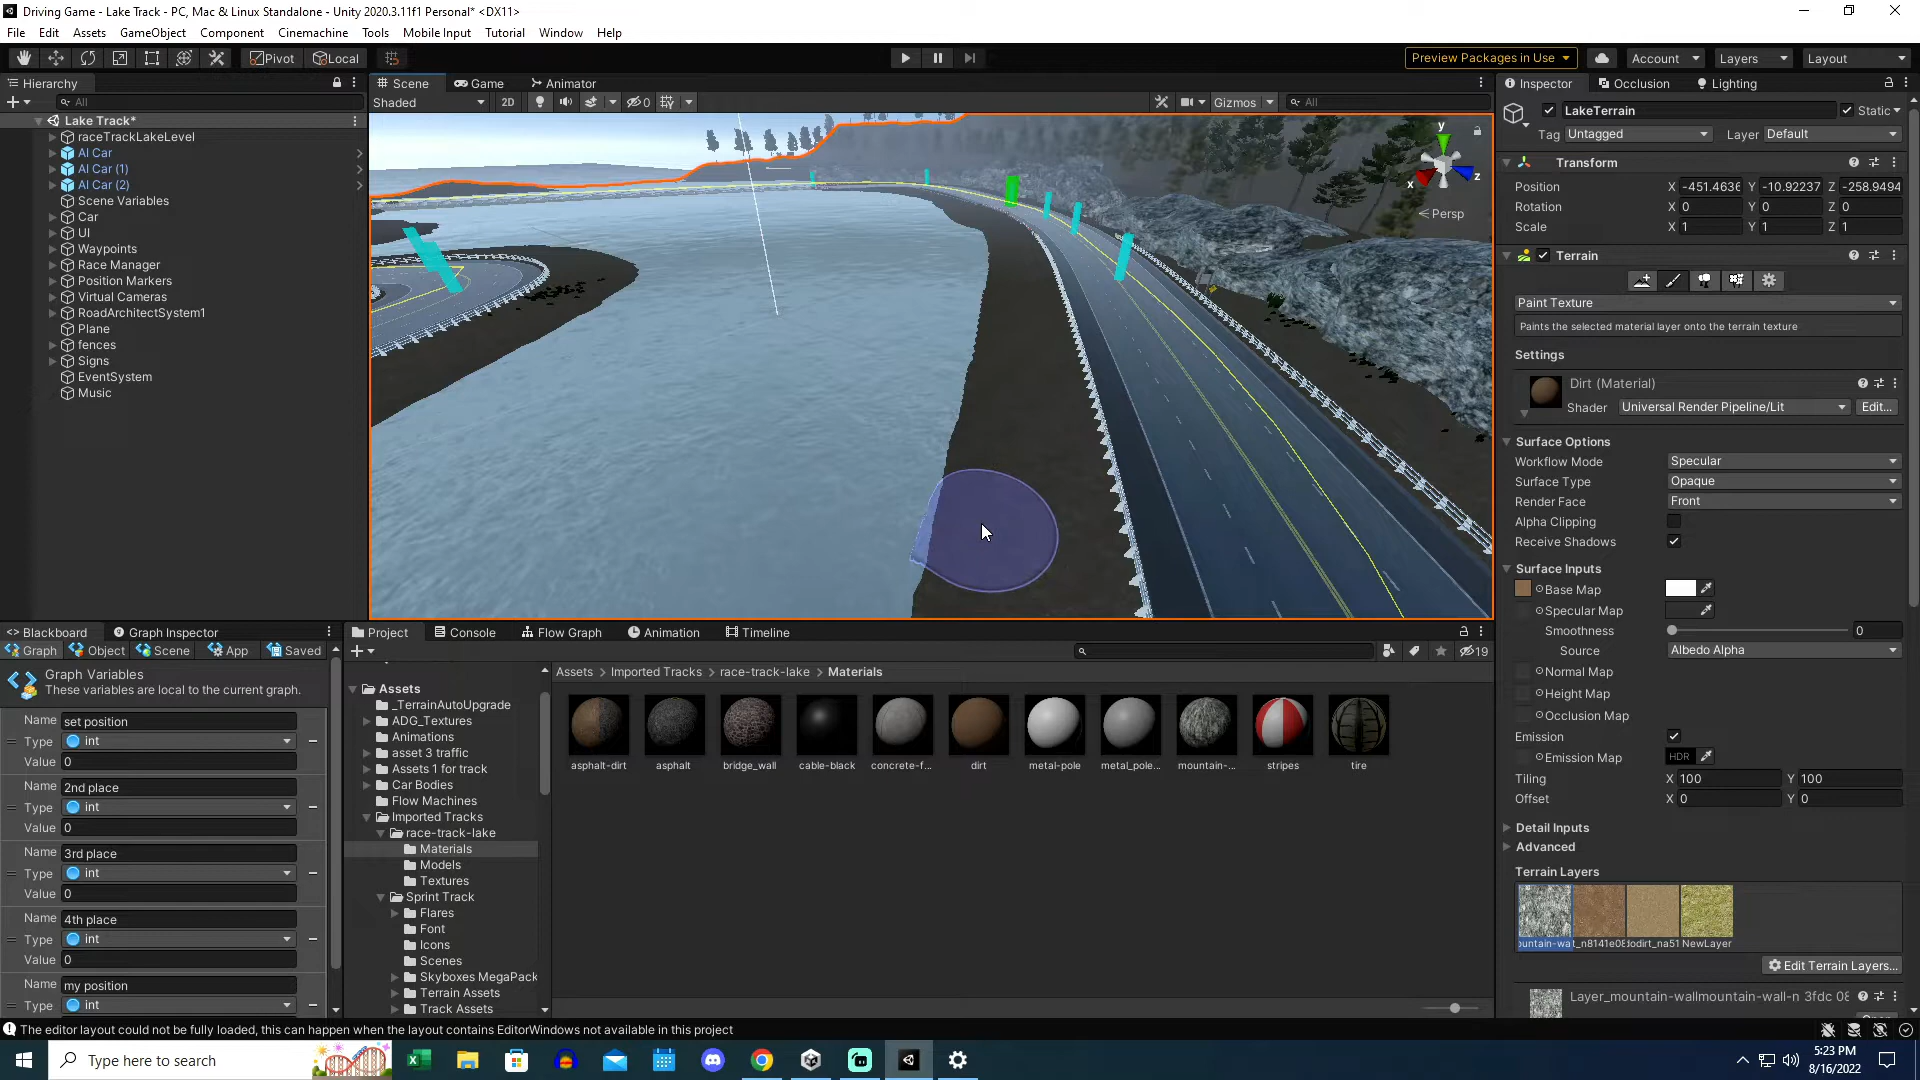 Driving Game - Lake Track - PC, Mac & Linux Standalone - Unity 2020.3.11f1 Personal* <DX11>
File Edit Assets GameObject Component Cinemachine Tools Mobile Input Tutorial Window Help
Pivot Local Preview Packages in Use Account Layers Layout
Hierarchy Scene Game Animator Inspector Occlusion Lighting
All Shaded 2D 0 Gizmos All
LakeTerrain Static
Tag Untagged Layer Default
Lake Track*
raceTrackLakeLevel
AI Car
AI Car (1)
AI Car (2)
Scene Variables
Car
UI
Waypoints
Race Manager
Position Markers
Virtual Cameras
RoadArchitectSystem1
Plane
fences
Signs
EventSystem
Music
y
x z
Persp
Transform
Position X -451.4636 Y -10.92237 Z -258.9494
Rotation X 0 Y 0 Z 0
Scale X 1 Y 1 Z 1
Terrain
Paint Texture
Paints the selected material layer onto the terrain texture
Settings
Dirt (Material)
Shader Universal Render Pipeline/Lit Edit...
Surface Options
Workflow Mode Specular
Surface Type Opaque
Render Face Front
Alpha Clipping
Receive Shadows
Surface Inputs
Base Map
Specular Map
Smoothness 0
Source Albedo Alpha
Normal Map
Height Map
Occlusion Map
Emission
Emission Map HDR
Tiling X 100 Y 100
Offset X 0 Y 0
Detail Inputs
Advanced
Terrain Layers
NewLayer
Edit Terrain Layers...
Layer_mountain-wallmountain-wall-n 3fdc 08
Blackboard Graph Inspector
Graph Object Scene App Saved
Graph Variables
These variables are local to the current graph.
Name set position
Type int
Value 0
Name 2nd place
Type int
Value 0
Name 3rd place
Type int
Value 0
Name 4th place
Type int
Value 0
Name my position
Type int
Project Console Flow Graph Animation Timeline
19
Assets
_TerrainAutoUpgrade
ADG_Textures
Animations
asset 3 traffic
Assets 1 for track
Car Bodies
Flow Machines
Imported Tracks
race-track-lake
Materials
Models
Textures
Sprint Track
Flares
Font
Icons
Scenes
Skyboxes MegaPack
Terrain Assets
Track Assets
Assets > Imported Tracks > race-track-lake > Materials
asphalt-dirt asphalt bridge_wall cable-black concrete-f... dirt metal-pole metal_pole... mountain-... stripes tire
The editor layout could not be fully loaded, this can happen when the layout contains EditorWindows not available in this project
Type here to search
5:23 PM
8/16/2022